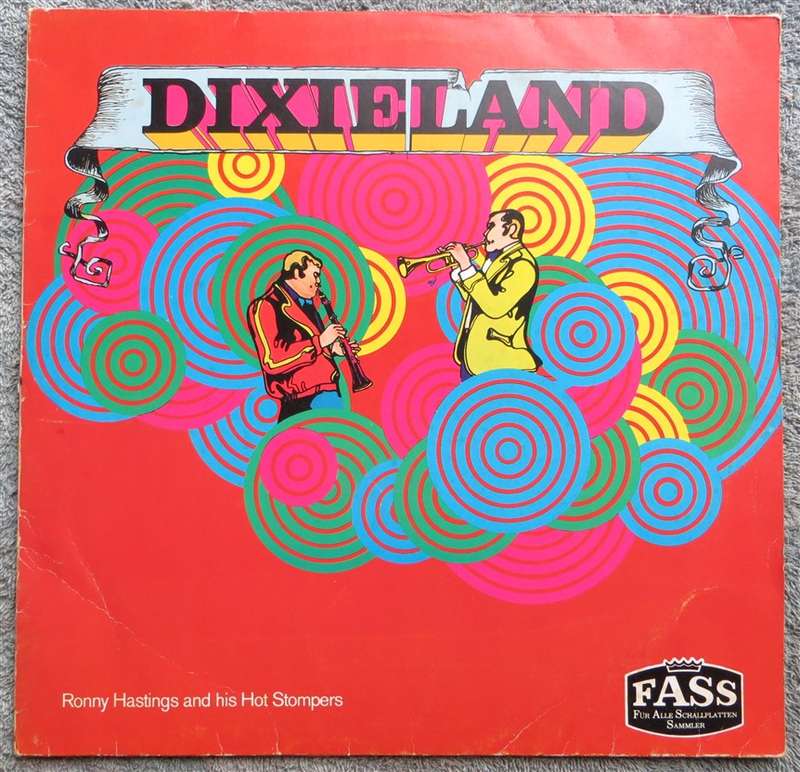 DIXIELAND
Ronny Hastings and his Hot Stompers
FASS
FÜR ALLE SCHALLPLATTEN
SAMMLER